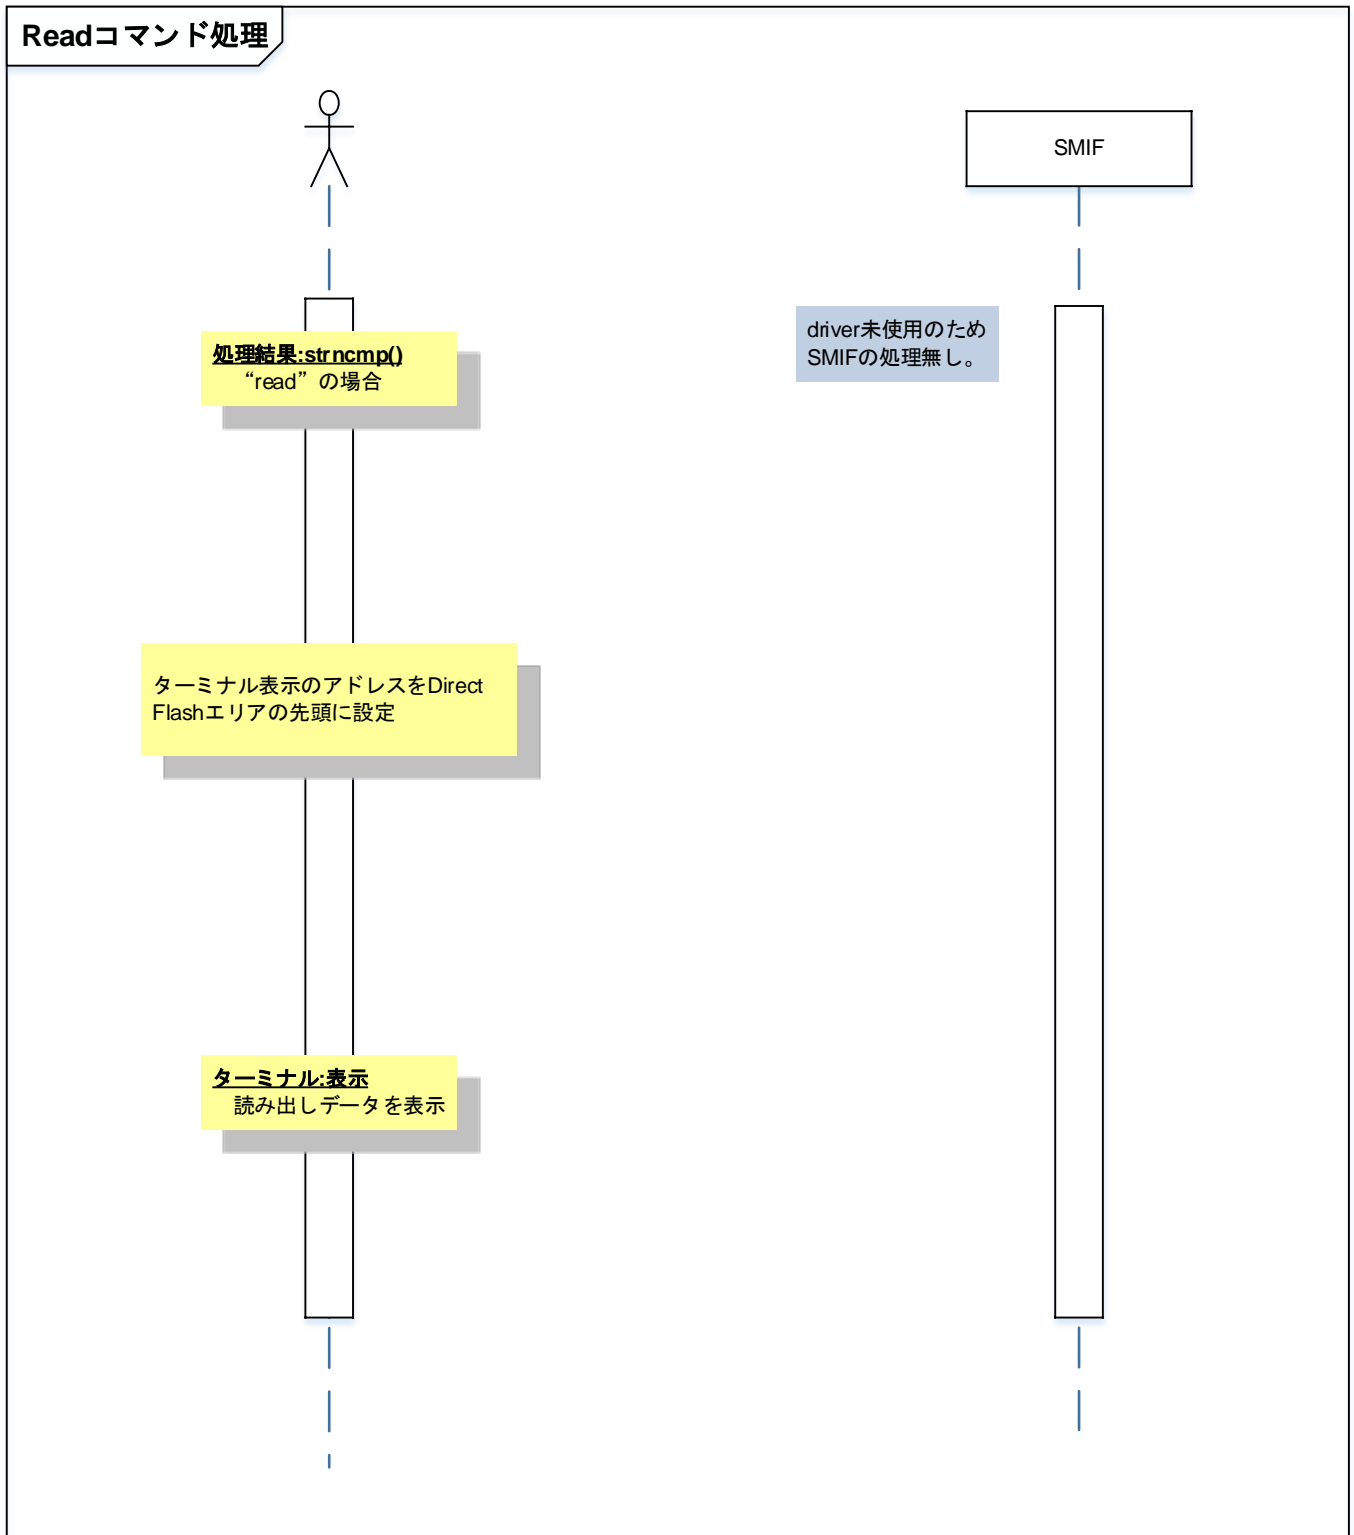 Readコマンド処理
SMIF
driver未使用のため
SMIFの処理無し。
処理結果:strncmp()
“read”の場合
ターミナル表示のアドレスをDirect
Flashエリアの先頭に設定
ターミナル:表示
読み出しデータを表示